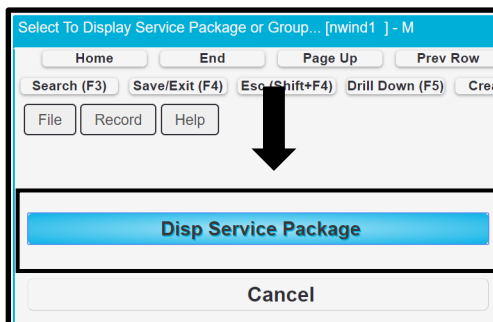 Select To Display Service Package or Group... [nwind1 ] - M
Home End Page Up Prev Row
Search (F3) Save/Exit (F4) Esc (Shift+F4) Drill Down (F5) Crea
File Record Help
Disp Service Package
Cancel